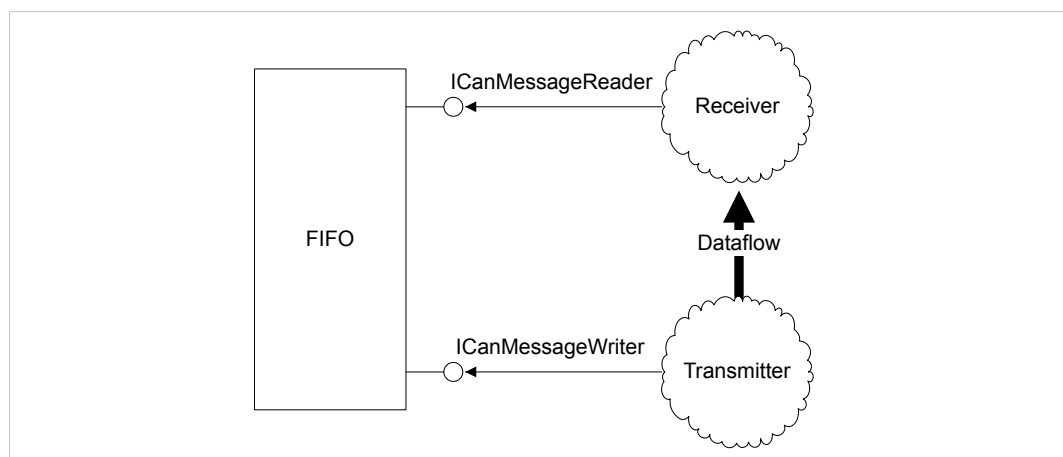 ICanMessageReader
Receiver
FIFO
Dataflow
ICanMessageWriter
Transmitter